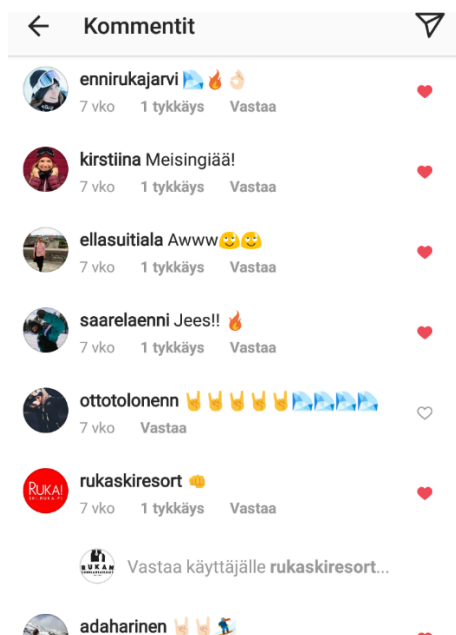 Kommentit
ennirukajarvi 🌊🔥👌🏻
7 vko 1 tykkäys Vastaa
kirstiina Meisingiää!
7 vko 1 tykkäys Vastaa
ellasuitiala Awww🙃🙃
7 vko 1 tykkäys Vastaa
saarelaenni Jees!! 🔥
7 vko 1 tykkäys Vastaa
ottotolonenn 🤘🤘🤘🤘🤘🌊🌊🌊🌊
7 vko Vastaa
rukaskiresort 👊
RUKA!
7 vko 1 tykkäys Vastaa
RUKAN
Vastaa käyttäjälle rukaskiresort...
adaharinen 🤘🏻🤘🏻🏂